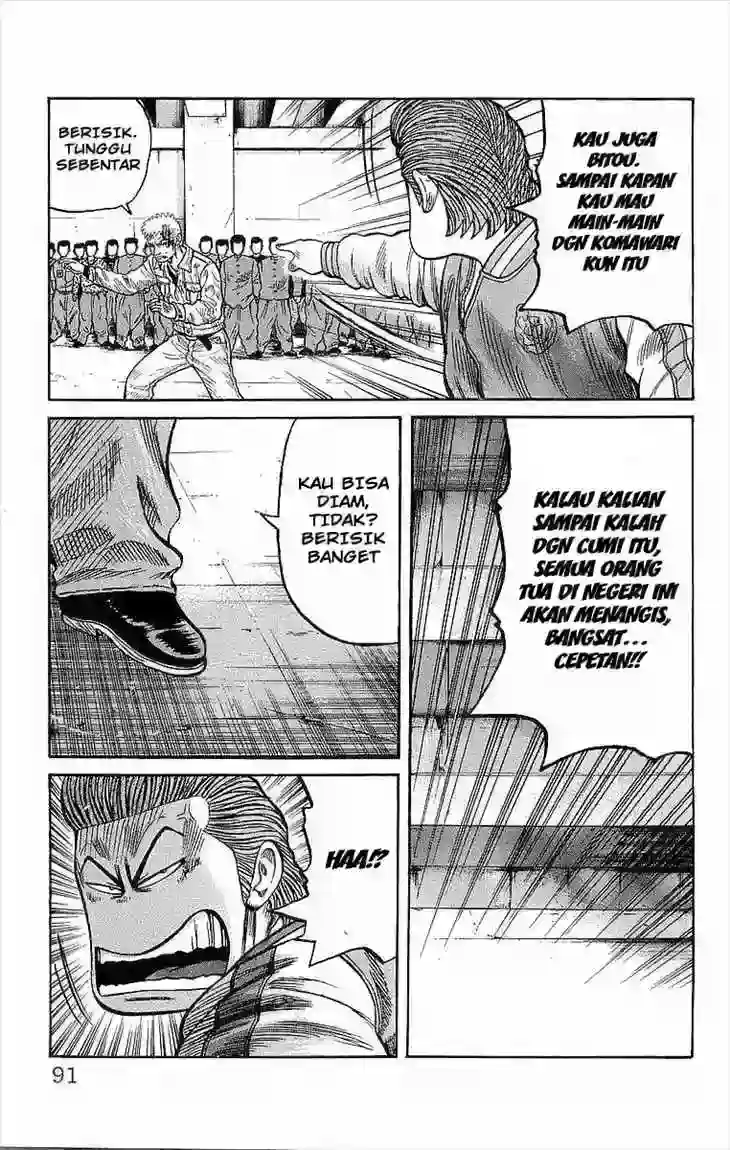 KAU JUGA
BITOU.
SAMPAI KAPAN
KAU MAU
MAIN-MAIN
DGN KOMAWARI
KUN ITU
BERISIK.
TUNGGU
SEBENTAR
KALAU KALIAN
SAMPAI KALAH
DGN CUMI ITU,
SEMUA ORANG
TUA DI NEGERI INI
AKAN MENANGIS,
BANGSAT...
CEPETAN!!
KAU BISA
DIAM,
TIDAK?
BERISIK
BANGET
HAA!?
91